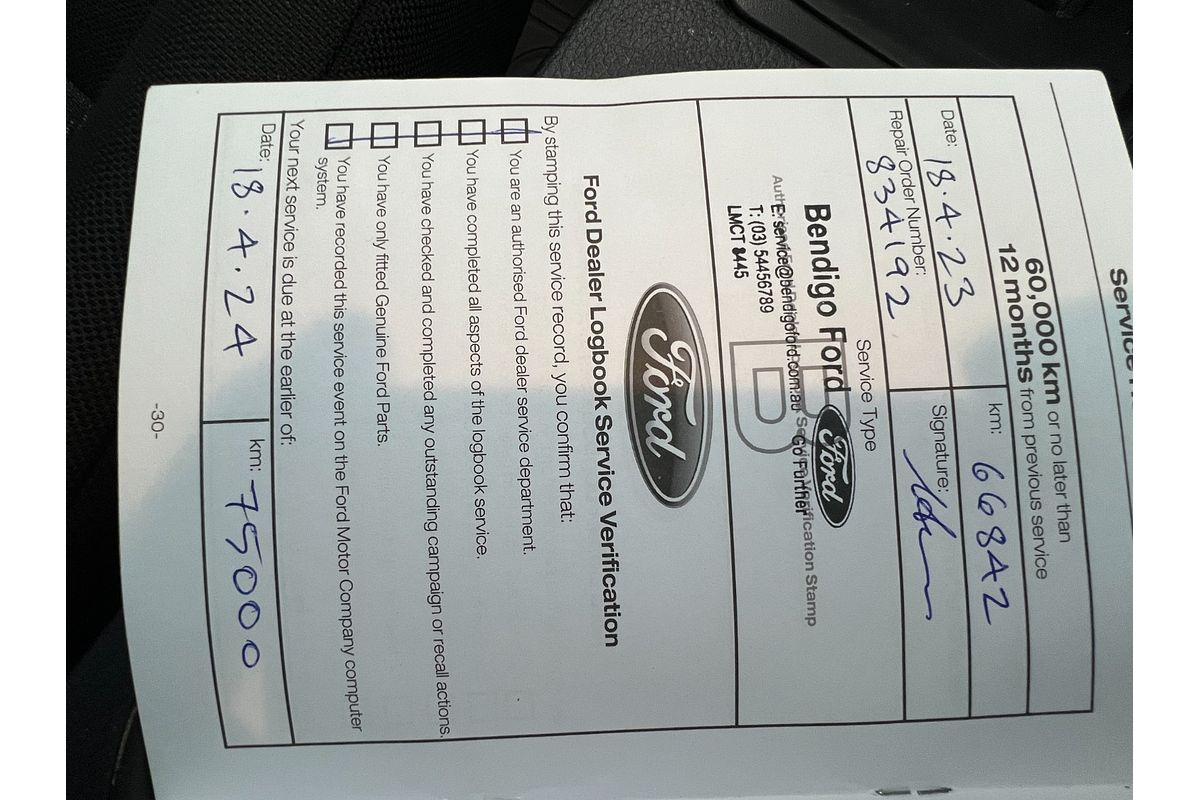 60,000 km or no later than
12 months from previous service
Date: 18.4.23 km: 66842
Repair Order Number: Signature:
834192
Service Type
Bendigo Ford Ford
Go Further
Service Verification Stamp
E: service@bendigoford.com.au
T: (03) 54456789
LMCT 8445
Ford
Ford Dealer Logbook Service Verification
By stamping this service record, you confirm that:
You are an authorised Ford dealer service department.
You have completed all aspects of the logbook service.
You have checked and completed any outstanding campaign or recall actions.
You have only fitted Genuine Ford Parts.
You have recorded this service event on the Ford Motor Company computer
system.
Your next service is due at the earlier of:
Date: 18.4.24 km: 75000
-30-